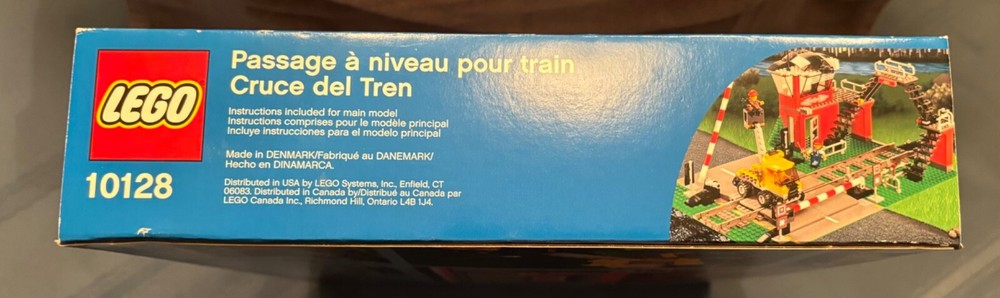 LEGO
10128
Passage à niveau pour train
Cruce del Tren
Instructions included for main model
Instructions comprises pour le modèle principal
Incluye instrucciones para el modelo principal
Made in DENMARK/Fabriqué au DANEMARK/
Hecho en DINAMARCA.
Distributed in USA by LEGO Systems, Inc., Enfield, CT
06083. Distributed in Canada by/Distribué au Canada par
LEGO Canada Inc., Richmond Hill, Ontario L4B 1J4.